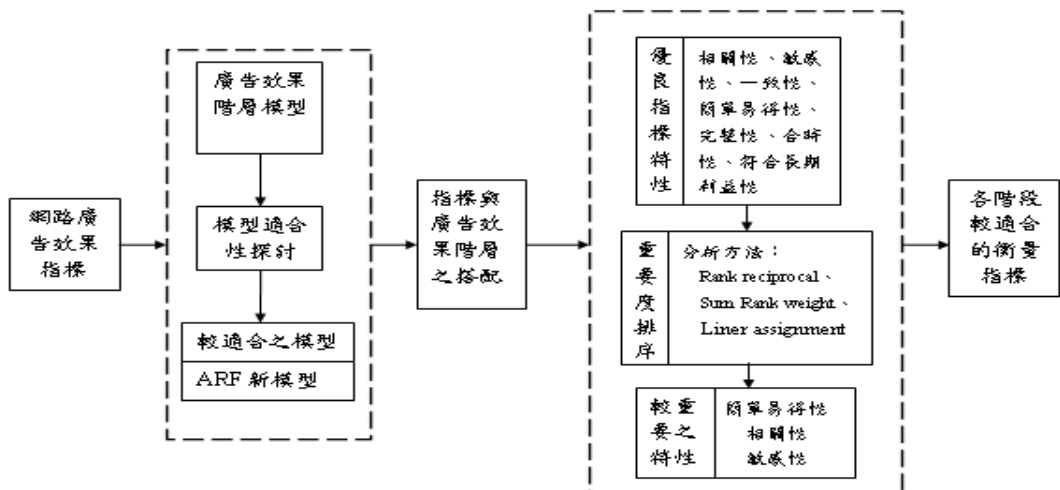 網路廣
告效果
指標
廣告效果
階層模型
模型適合
性探討
較適合之模型
ARF 新模型
指標與
廣告效
果階層
之搭配
優良指標特性
相關性、敏感
性、一致性、
簡單易得性、
完整性、合時
性、符合長期
利益性
重要度排序
分析方法：
Rank reciprocal、
Sum Rank weight、
Liner assignment
較重
要之
特性
簡單易得性
相關性
敏感性
各階段
較適合
的衡量
指標